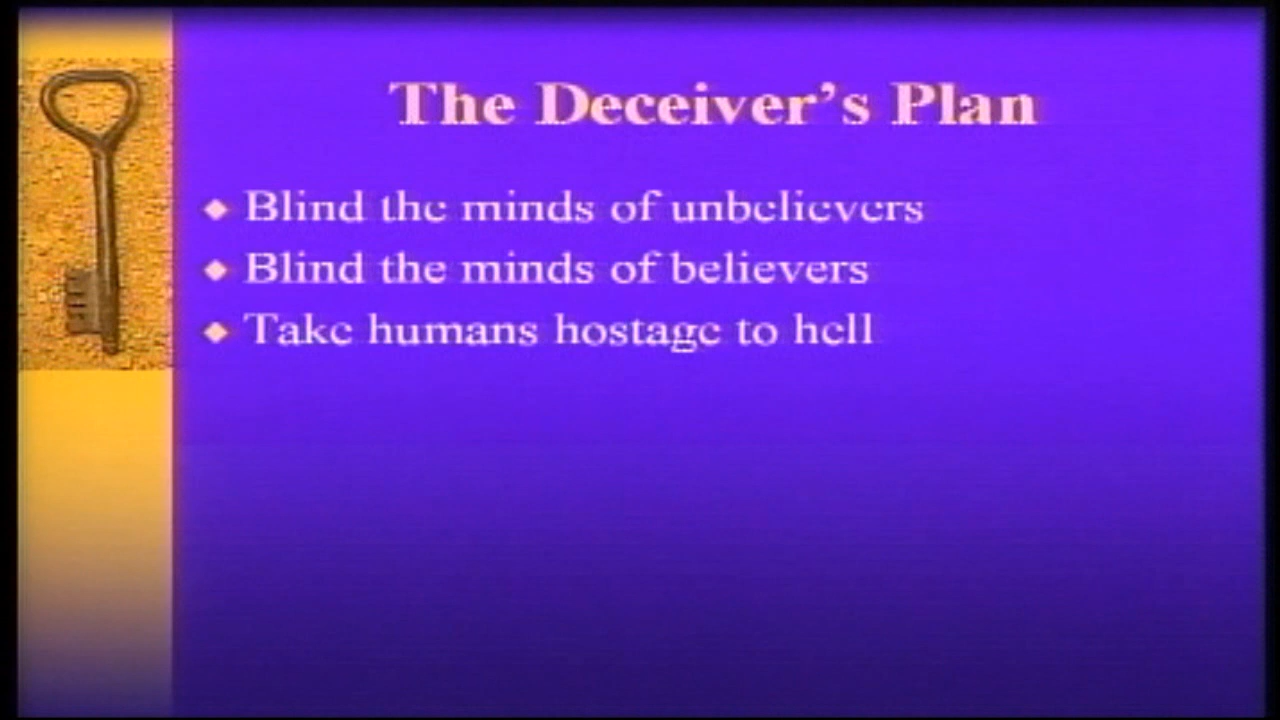 The Deceiver's Plan
Blind the minds of unbelievers
Blind the minds of believers
Take humans hostage to hell